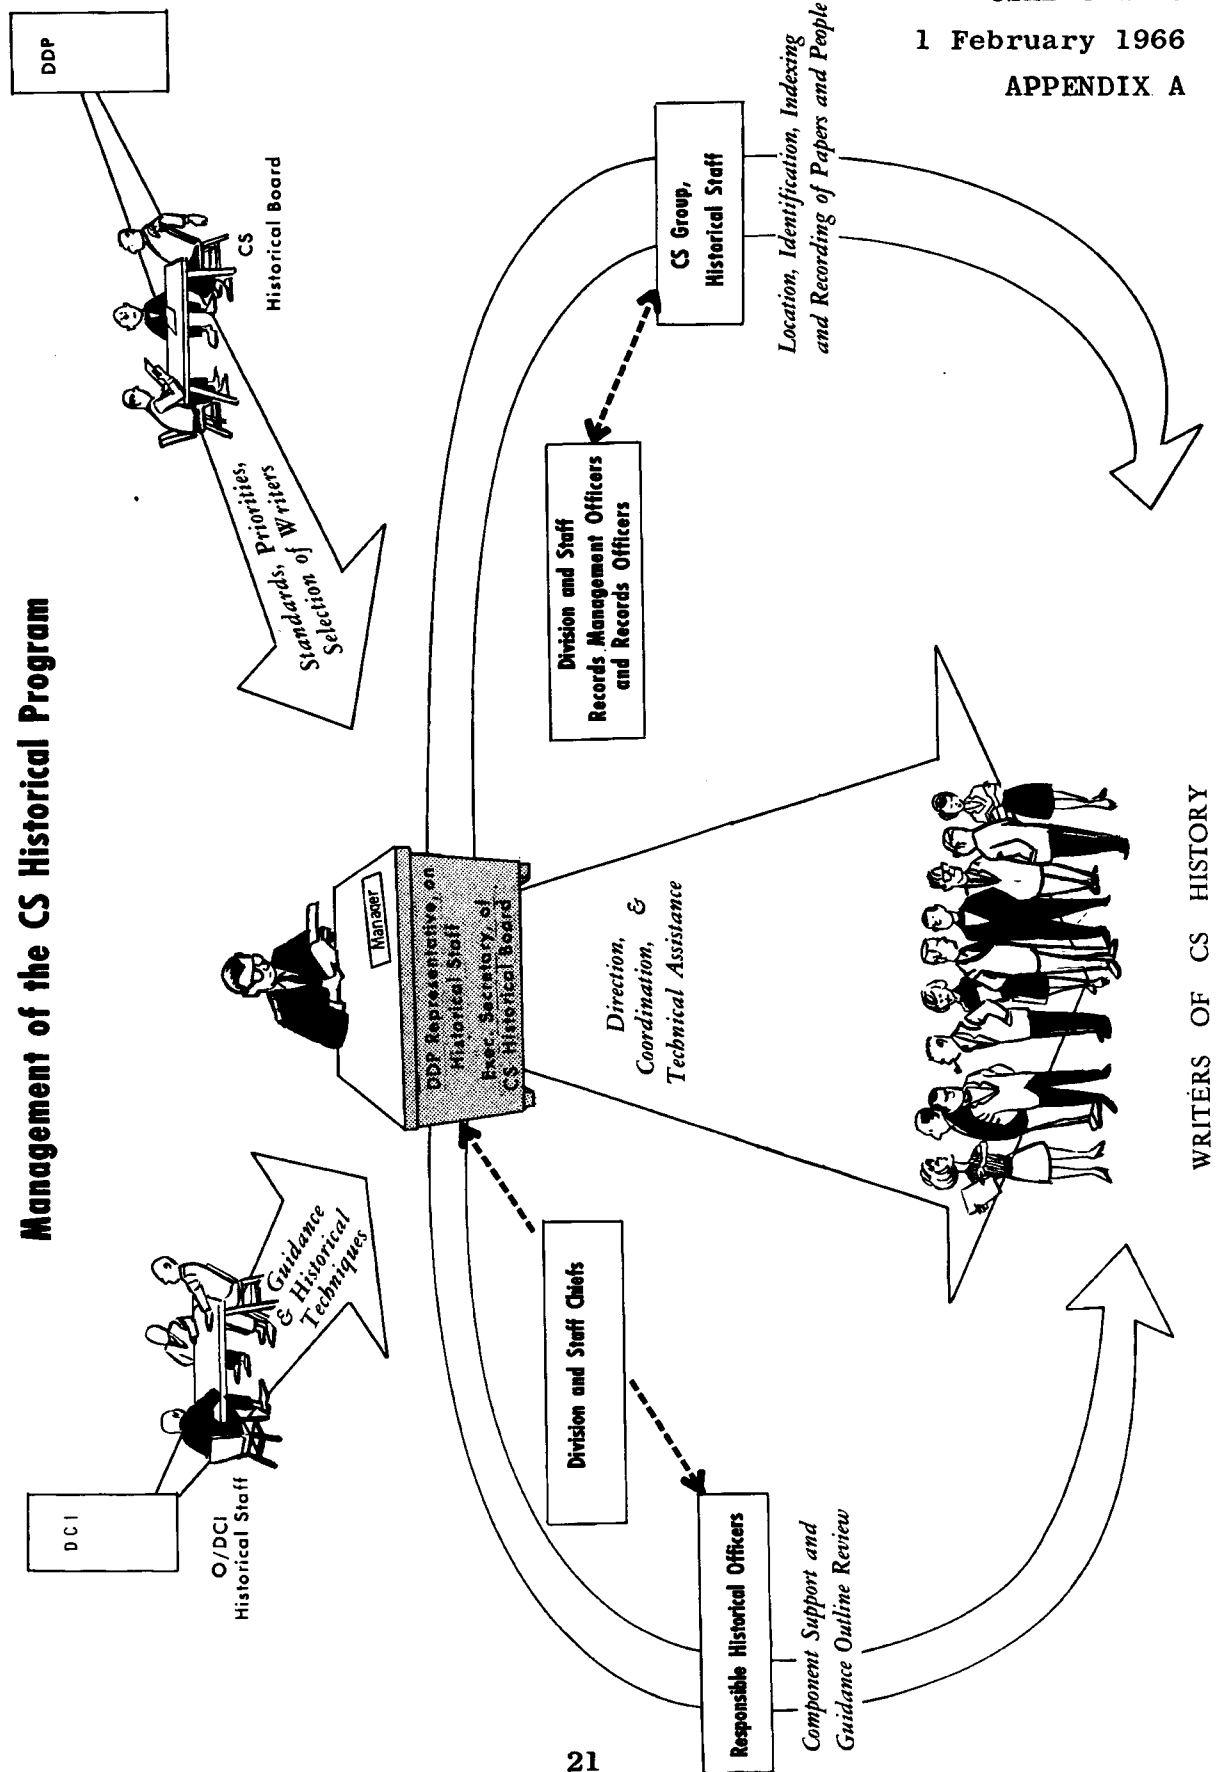 1 February 1966
APPENDIX A
Management of the CS Historical Program
DCI
O/DCI
Historical Staff
Guidance
& Historical
Techniques
DDP
CS
Historical Board
Standards, Priorities,
Selection of Writers
Manager
DDP Representative, on
Historical Staff
Exec. Secretary, of
CS Historical Board
Division and Staff Chiefs
Responsible Historical Officers
Component Support and
Guidance Outline Review
Direction,
Coordination, &
Technical Assistance
Division and Staff
Records Management Officers
and Records Officers
CS Group,
Historical Staff
Location, Identification, Indexing
and Recording of Papers and People
WRITERS OF CS HISTORY
21